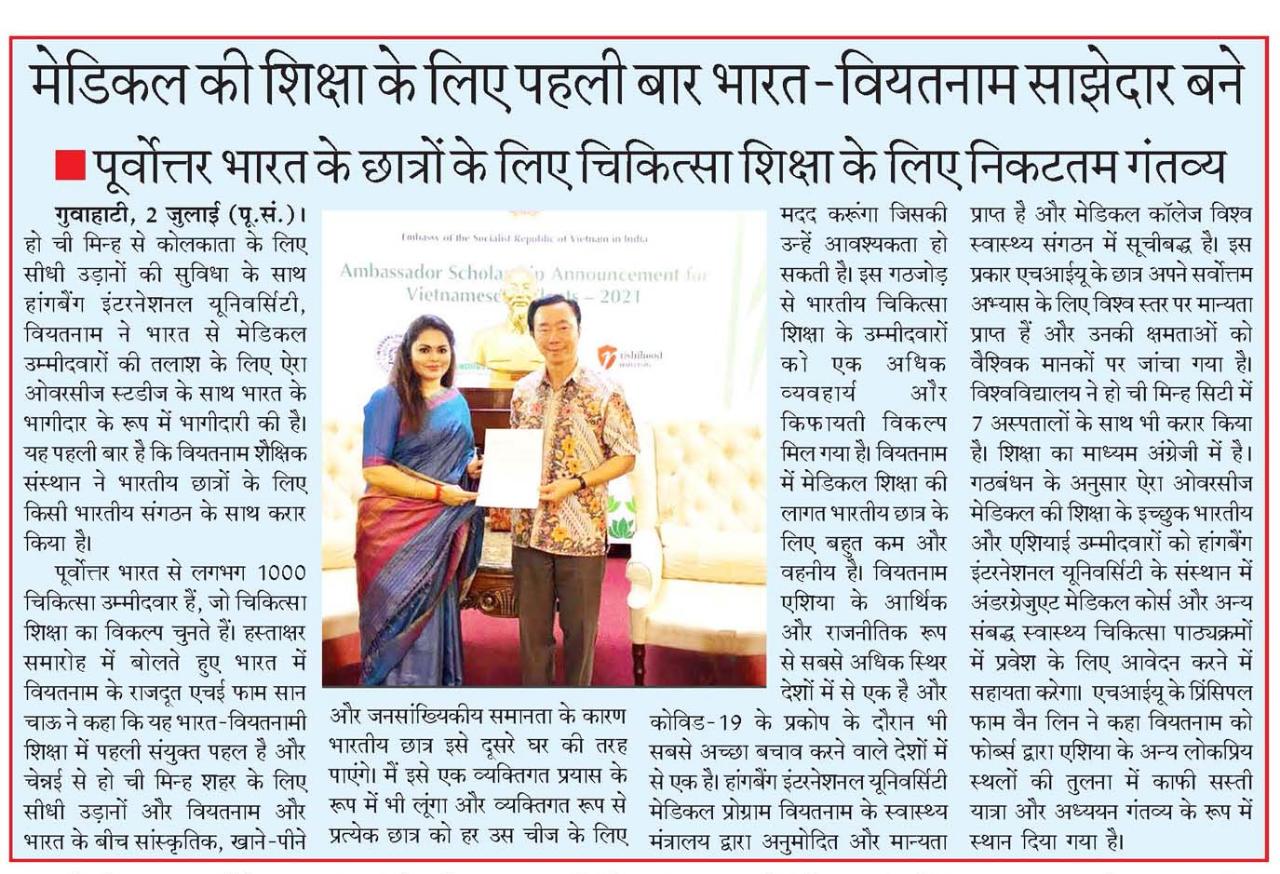 मेडिकल की शिक्षा के लिए पहली बार भारत-वियतनाम साझेदार बने
पूर्वोत्तर भारत के छात्रों के लिए चिकित्सा शिक्षा के लिए निकटतम गंतव्य
गुवाहाटी, 2 जुलाई (पू.सं.)।
हो ची मिन्ह से कोलकाता के लिए
सीधी उड़ानों की सुविधा के साथ
हांगबैंग इंटरनेशनल यूनिवर्सिटी,
वियतनाम ने भारत से मेडिकल
उम्मीदवारों की तलाश के लिए ऐरा
ओवरसीज स्टडीज के साथ भारत के
भागीदार के रूप में भागीदारी की है।
यह पहली बार है कि वियतनाम शैक्षिक
संस्थान ने भारतीय छात्रों के लिए
किसी भारतीय संगठन के साथ करार
किया है।
पूर्वोत्तर भारत से लगभग 1000
चिकित्सा उम्मीदवार हैं, जो चिकित्सा
शिक्षा का विकल्प चुनते हैं। हस्ताक्षर
समारोह में बोलते हुए भारत में
वियतनाम के राजदूत एचई फाम सान
चाऊ ने कहा कि यह भारत-वियतनामी
शिक्षा में पहली संयुक्त पहल है और
चेन्नई से हो ची मिन्ह शहर के लिए
सीधी उड़ानों और वियतनाम और
भारत के बीच सांस्कृतिक, खाने-पीने
Embassy of the Socialist Republic of Vietnam in India
Ambassador Scholarship Announcement for
Vietnamese – 2021
rishihood
university
और जनसांख्यिकीय समानता के कारण
भारतीय छात्र इसे दूसरे घर की तरह
पाएंगे। मैं इसे एक व्यक्तिगत प्रयास के
रूप में भी लूंगा और व्यक्तिगत रूप से
प्रत्येक छात्र को हर उस चीज के लिए
मदद करूंगा जिसकी
उन्हें आवश्यकता हो
सकती है। इस गठजोड़
से भारतीय चिकित्सा
शिक्षा के उम्मीदवारों
को एक अधिक
व्यवहार्य और
किफायती विकल्प
मिल गया है। वियतनाम
में मेडिकल शिक्षा की
लागत भारतीय छात्र के
लिए बहुत कम और
वहनीय है। वियतनाम
एशिया के आर्थिक
और राजनीतिक रूप
से सबसे अधिक स्थिर
देशों में से एक है और
कोविड-19 के प्रकोप के दौरान भी
सबसे अच्छा बचाव करने वाले देशों में
से एक है। हांगबैंग इंटरनेशनल यूनिवर्सिटी
मेडिकल प्रोग्राम वियतनाम के स्वास्थ्य
मंत्रालय द्वारा अनुमोदित और मान्यता
प्राप्त है और मेडिकल कॉलेज विश्व
स्वास्थ्य संगठन में सूचीबद्ध है। इस
प्रकार एचआईयू के छात्र अपने सर्वोत्तम
अभ्यास के लिए विश्व स्तर पर मान्यता
प्राप्त हैं और उनकी क्षमताओं को
वैश्विक मानकों पर जांचा गया है।
विश्वविद्यालय ने हो ची मिन्ह सिटी में
7 अस्पतालों के साथ भी करार किया
है। शिक्षा का माध्यम अंग्रेजी में है।
गठबंधन के अनुसार ऐरा ओवरसीज
मेडिकल की शिक्षा के इच्छुक भारतीय
और एशियाई उम्मीदवारों को हांगबैंग
इंटरनेशनल यूनिवर्सिटी के संस्थान में
अंडरग्रेजुएट मेडिकल कोर्स और अन्य
संबद्ध स्वास्थ्य चिकित्सा पाठ्यक्रमों
में प्रवेश के लिए आवेदन करने में
सहायता करेगा। एचआईयू के प्रिंसिपल
फाम वैन लिन ने कहा वियतनाम को
फोर्ब्स द्वारा एशिया के अन्य लोकप्रिय
स्थलों की तुलना में काफी सस्ती
यात्रा और अध्ययन गंतव्य के रूप में
स्थान दिया गया है।